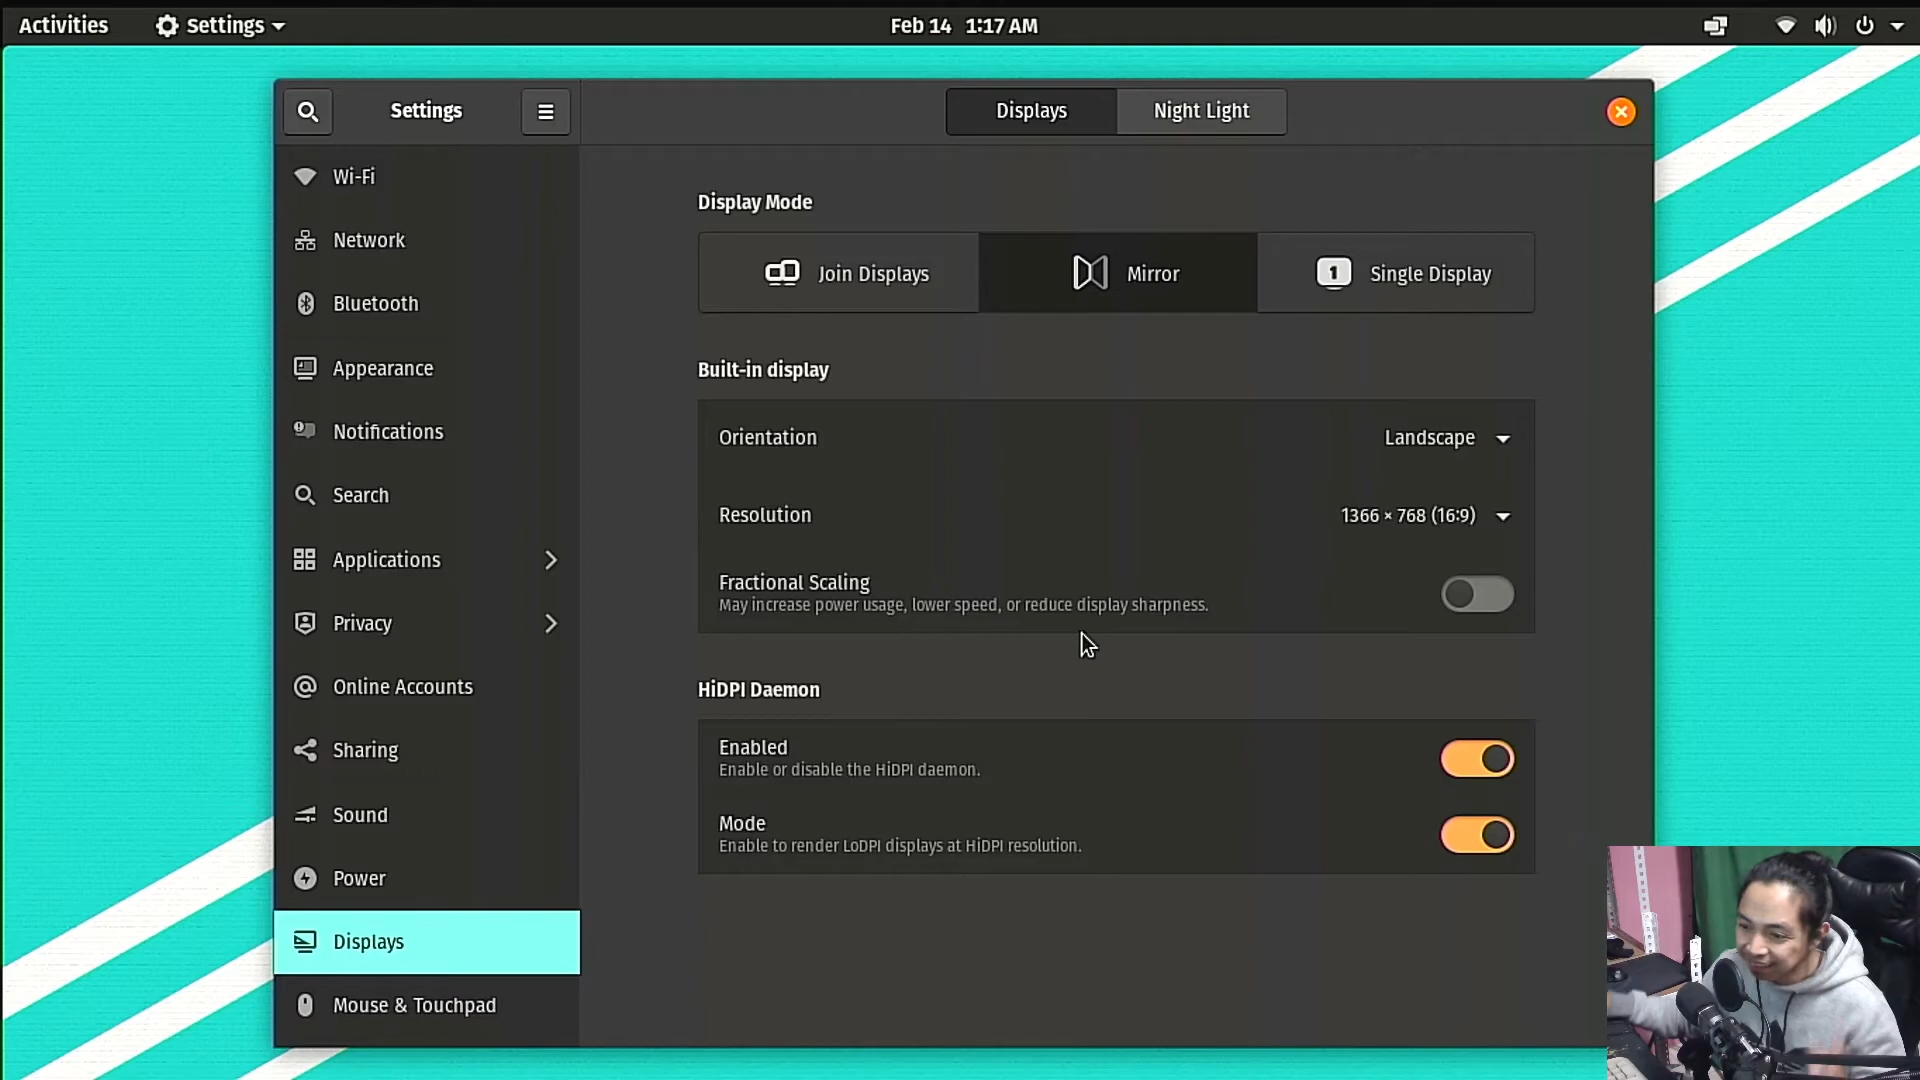 Activities
Settings
Feb 14 1:17 AM
Settings
Displays
Night Light
Wi-Fi
Network
Bluetooth
Appearance
Notifications
Search
Applications
Privacy
Online Accounts
Sharing
Sound
Power
Displays
Mouse & Touchpad
Display Mode
Join Displays
Mirror
1 Single Display
Built-in display
Orientation
Landscape
Resolution
1366 × 768 (16:9)
Fractional Scaling
May increase power usage, lower speed, or reduce display sharpness.
HiDPI Daemon
Enabled
Enable or disable the HiDPI daemon.
Mode
Enable to render LoDPI displays at HiDPI resolution.